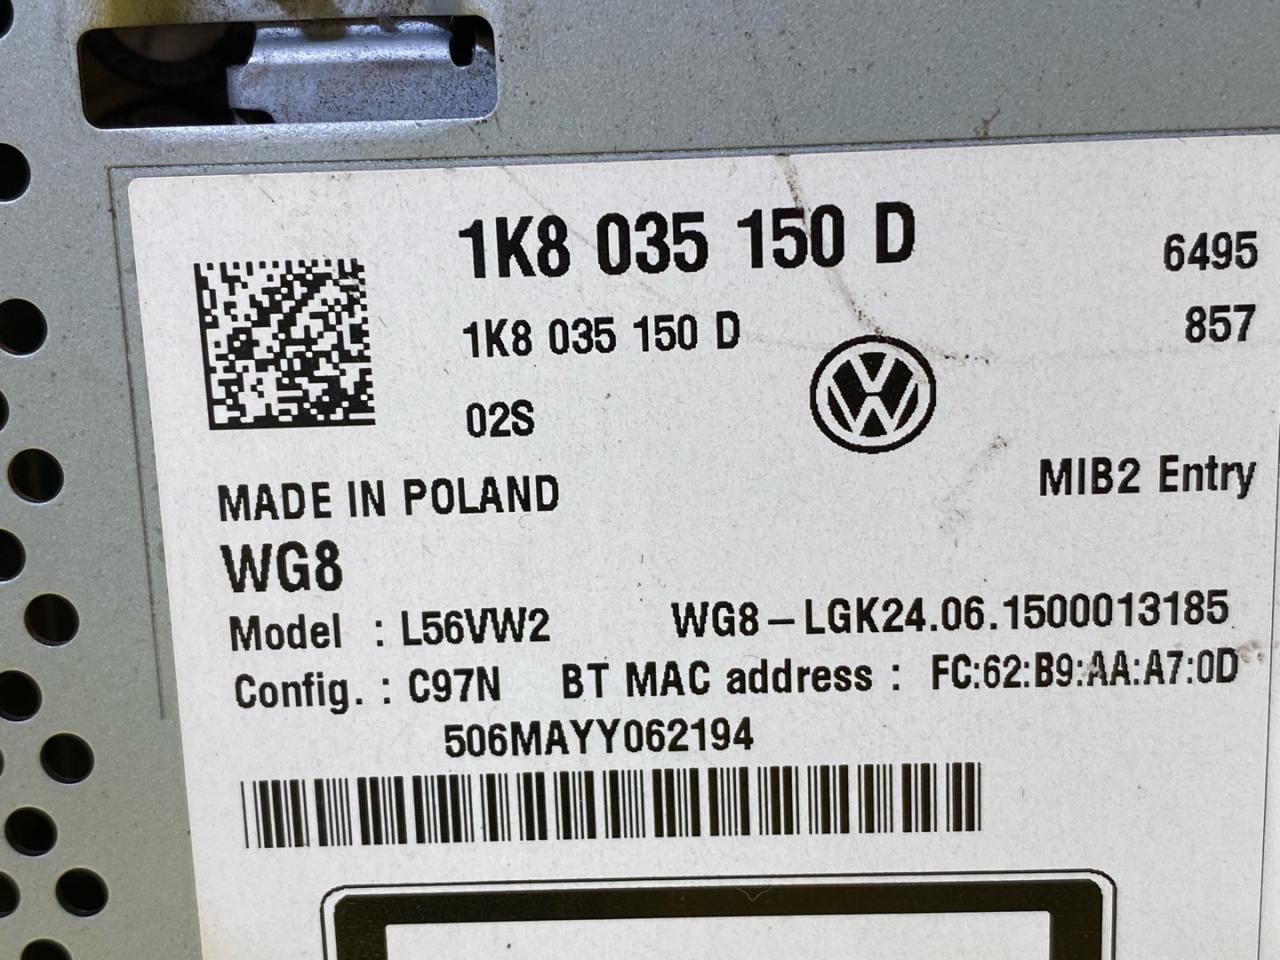 1K8 035 150 D
6495
1K8 035 150 D
857
02S
MIB2 Entry
MADE IN POLAND
WG8
Model : L56VW2 WG8–LGK24.06.1500013185
Config. : C97N BT MAC address : FC:62:B9:AA:A7:0D
506MAYY062194